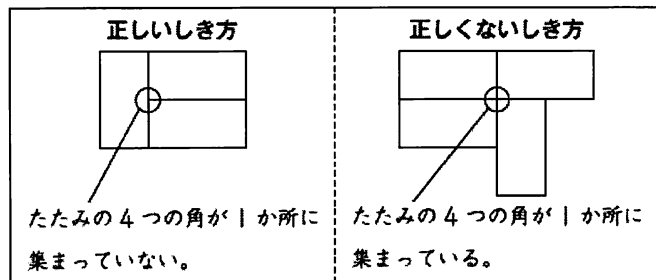 正しいしき方
たたみの4つの角が1か所に
集まっていない。
正しくないしき方
たたみの4つの角が1か所に
集まっている。